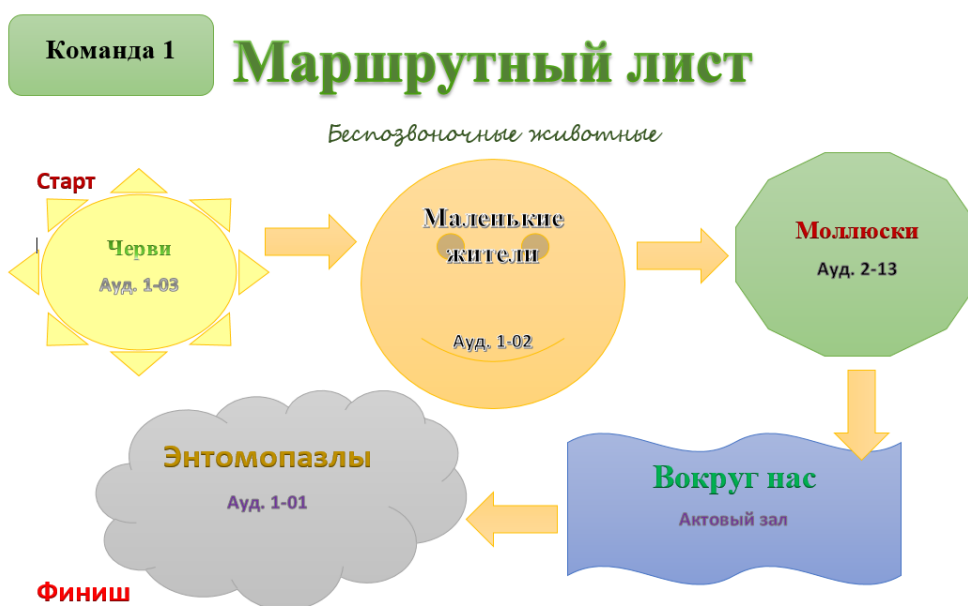 Команда 1
Маршрутный лист
Беспозвоночные животные
Старт
Черви
Ауд. 1-03
Маленькие
жители
Ауд. 1-02
Моллюски
Ауд. 2-13
Вокруг нас
Актовый зал
Энтомопазлы
Ауд. 1-01
Финиш